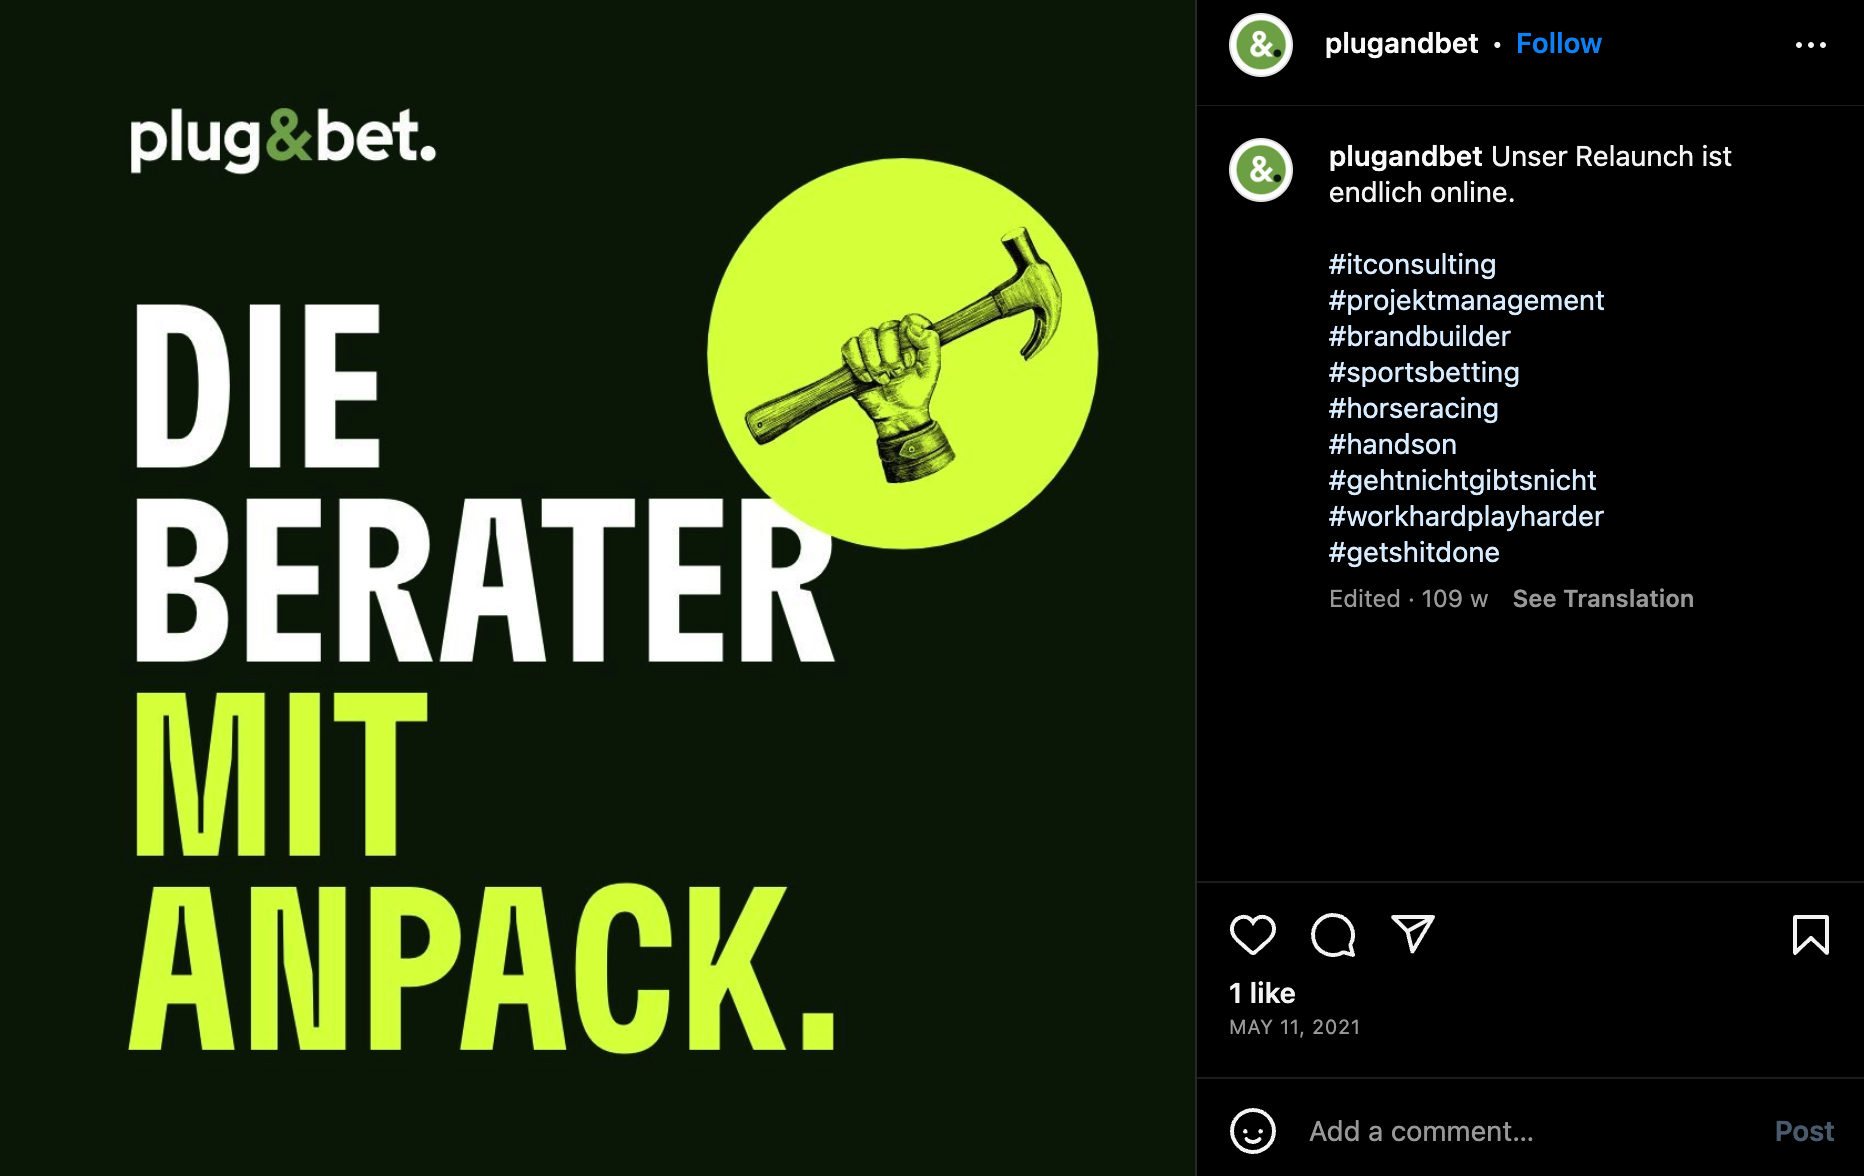 plug&bet.
DIE
BERATER
MIT
ANPACK.
&.
plugandbet • Follow
&.
plugandbet Unser Relaunch ist
endlich online.
#itconsulting
#projektmanagement
#brandbuilder
#sportsbetting
#horseracing
#handson
#gehtnichtgibtsnicht
#workhardplayharder
#getshitdone
Edited · 109 w See Translation
1 like
MAY 11, 2021
Add a comment...
Post